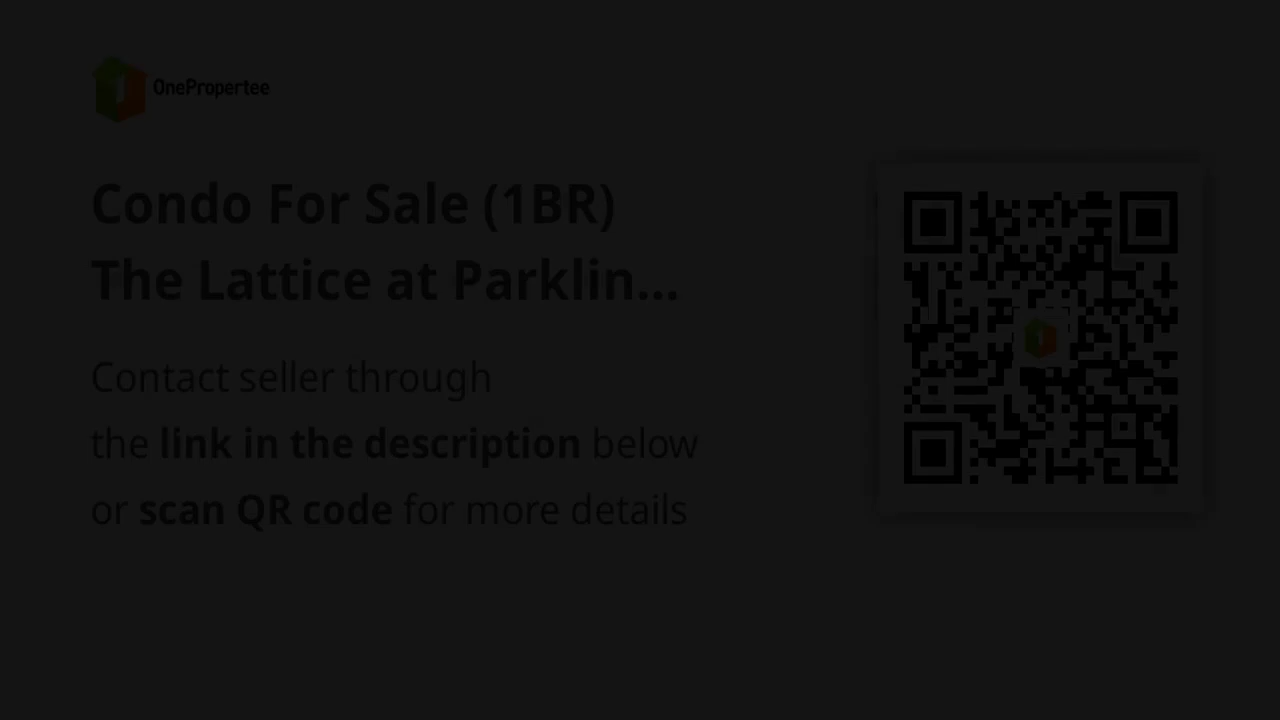 OnePropertee
Condo For Sale (1BR)
The Lattice at Parklin...
Contact seller through
the link in the description below
or scan QR code for more details